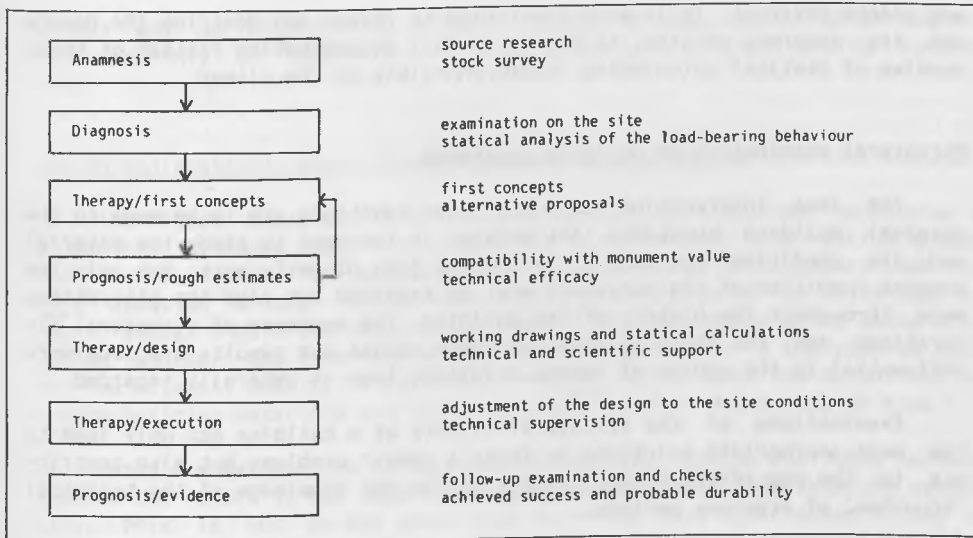 Anamnesis
source research
stock survey
Diagnosis
examination on the site
statical analysis of the load-bearing behaviour
Therapy/first concepts
first concepts
alternative proposals
Prognosis/rough estimates
compatibility with monument value
technical efficacy
Therapy/design
working drawings and statical calculations
technical and scientific support
Therapy/execution
adjustment of the design to the site conditions
technical supervision
Prognosis/evidence
follow-up examination and checks
achieved success and probable durability